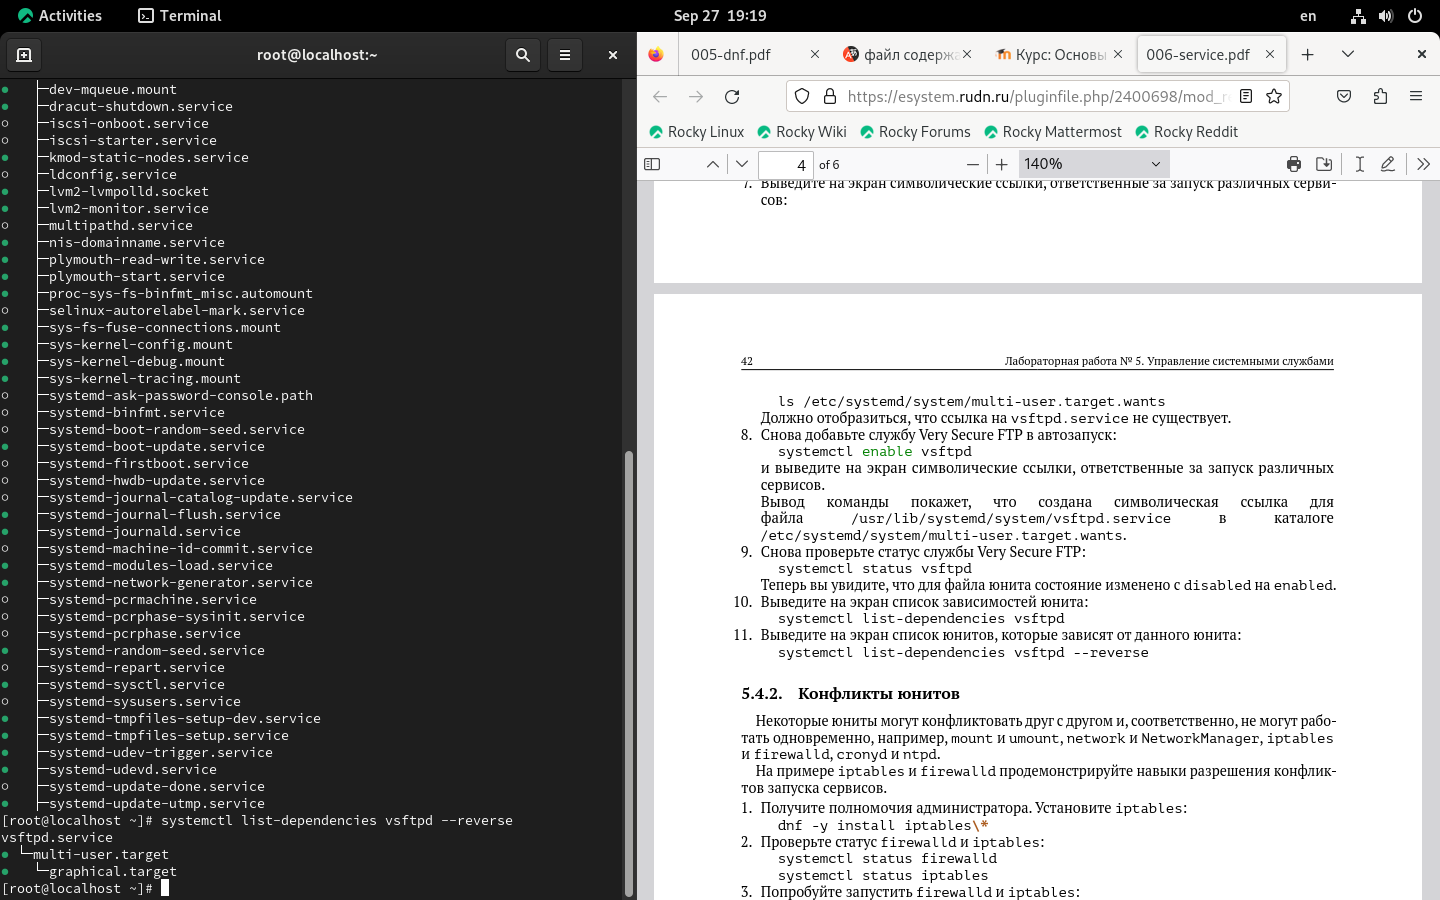 Activities
Terminal
Sep 27 19:19
en
root@localhost:~
dev-mqueue.mount
dracut-shutdown.service
iscsi-onboot.service
iscsi-starter.service
kmod-static-nodes.service
ldconfig.service
lvm2-lvmpolld.socket
lvm2-monitor.service
multipathd.service
nis-domainname.service
plymouth-read-write.service
plymouth-start.service
proc-sys-fs-binfmt_misc.automount
selinux-autorelabel-mark.service
sys-fs-fuse-connections.mount
sys-kernel-config.mount
sys-kernel-debug.mount
sys-kernel-tracing.mount
systemd-ask-password-console.path
systemd-binfmt.service
systemd-boot-random-seed.service
systemd-boot-update.service
systemd-firstboot.service
systemd-hwdb-update.service
systemd-journal-catalog-update.service
systemd-journal-flush.service
systemd-journald.service
systemd-machine-id-commit.service
systemd-modules-load.service
systemd-network-generator.service
systemd-pcrmachine.service
systemd-pcrphase-sysinit.service
systemd-pcrphase.service
systemd-random-seed.service
systemd-repart.service
systemd-sysctl.service
systemd-sysusers.service
systemd-tmpfiles-setup-dev.service
systemd-tmpfiles-setup.service
systemd-udev-trigger.service
systemd-udevd.service
systemd-update-done.service
systemd-update-utmp.service
[root@localhost ~]# systemctl list-dependencies vsftpd --reverse
vsftpd.service
multi-user.target
graphical.target
[root@localhost ~]#
005-dnf.pdf
файл содержа
Курс: Основы
006-service.pdf
https://esystem.rudn.ru/pluginfile.php/2400698/mod_r
Rocky Linux
Rocky Wiki
Rocky Forums
Rocky Mattermost
Rocky Reddit
4 of 6
140%
7. Выведите на экран символические ссылки, ответственные за запуск различных серви-
сов:
42 Лабораторная работа № 5. Управление системными службами
ls /etc/systemd/system/multi-user.target.wants
Должно отобразиться, что ссылка на vsftpd.service не существует.
8. Снова добавьте службу Very Secure FTP в автозапуск:
systemctl enable vsftpd
и выведите на экран символические ссылки, ответственные за запуск различных
сервисов.
Вывод команды покажет, что создана символическая ссылка для
файла /usr/lib/systemd/system/vsftpd.service в каталоге
/etc/systemd/system/multi-user.target.wants.
9. Снова проверьте статус службы Very Secure FTP:
systemctl status vsftpd
Теперь вы увидите, что для файла юнита состояние изменено с disabled на enabled.
10. Выведите на экран список зависимостей юнита:
systemctl list-dependencies vsftpd
11. Выведите на экран список юнитов, которые зависят от данного юнита:
systemctl list-dependencies vsftpd --reverse
5.4.2. Конфликты юнитов
Некоторые юниты могут конфликтовать друг с другом и, соответственно, не могут рабо-
тать одновременно, например, mount и umount, network и NetworkManager, iptables
и firewalld, cronyd и ntpd.
На примере iptables и firewalld продемонстрируйте навыки разрешения конфлик-
тов запуска сервисов.
1. Получите полномочия администратора. Установите iptables:
dnf -y install iptables\*
2. Проверьте статус firewalld и iptables:
systemctl status firewalld
systemctl status iptables
3. Попробуйте запустить firewalld и iptables: